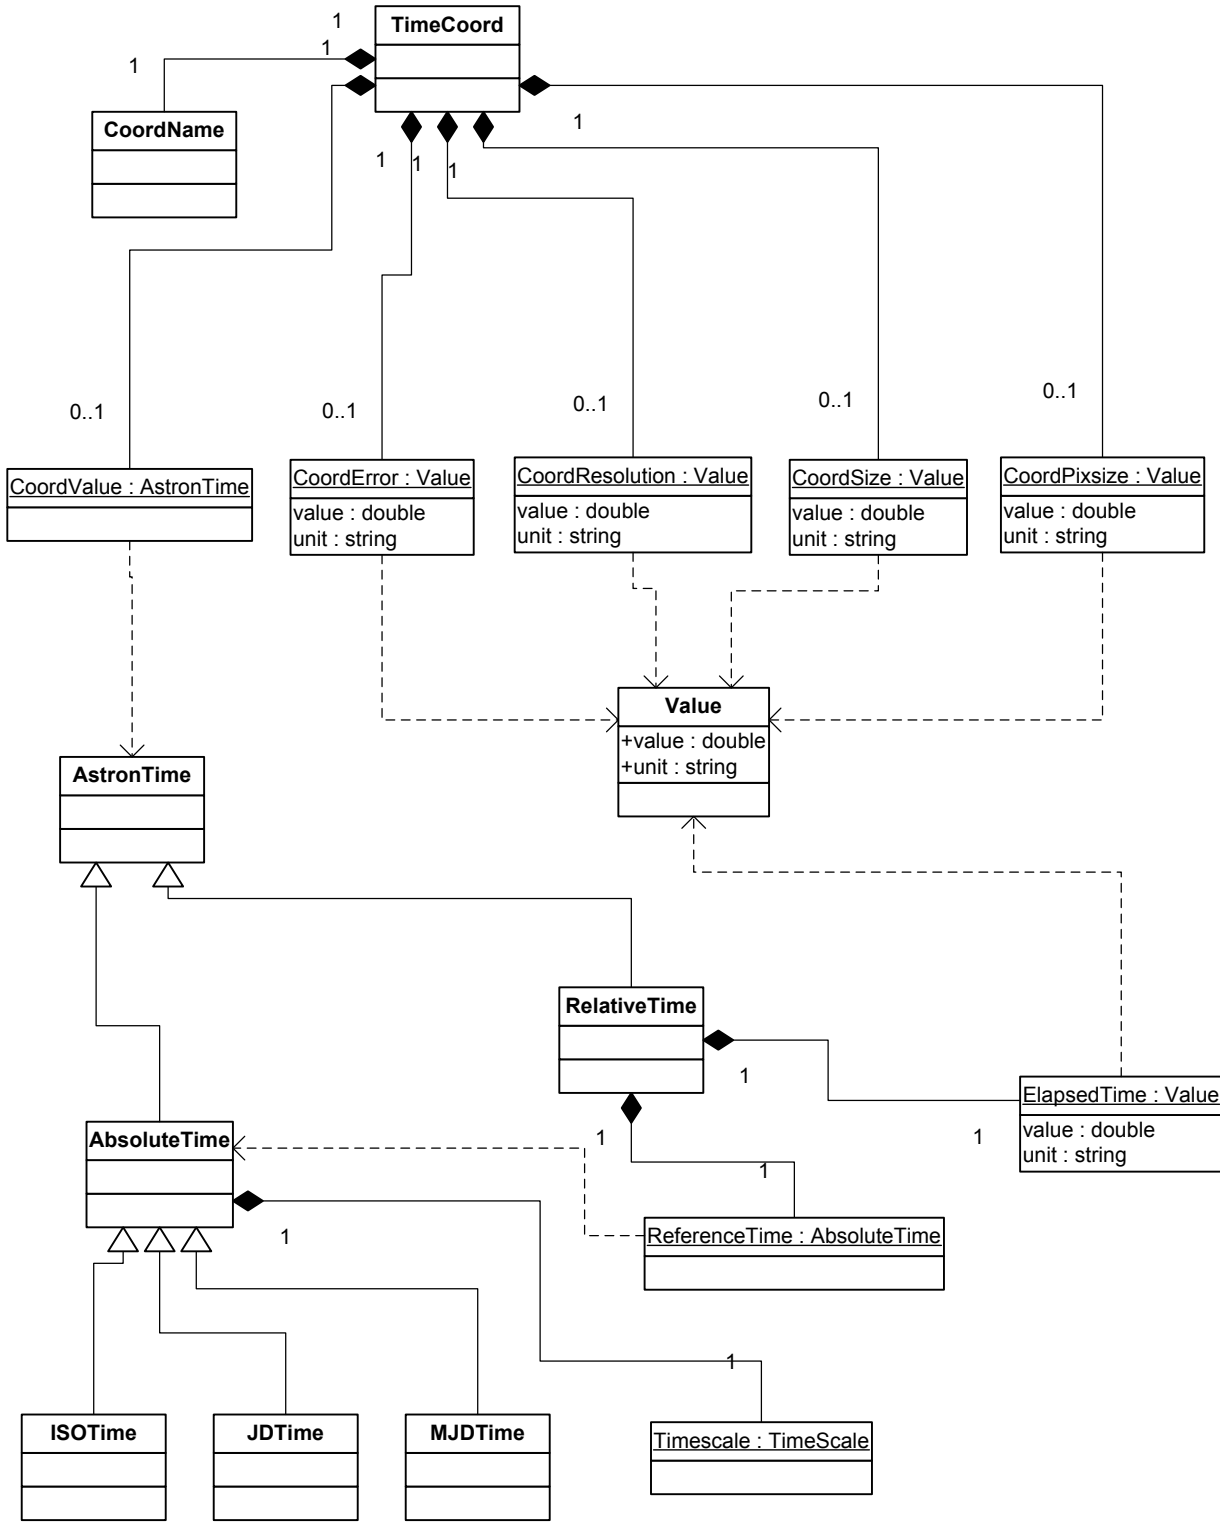 1
TimeCoord
1
1
CoordName
1
1
1
1
0..1
0..1
0..1
0..1
0..1
CoordValue : AstronTime
CoordError : Value
value : double
unit : string
CoordResolution : Value
value : double
unit : string
CoordSize : Value
value : double
unit : string
CoordPixsize : Value
value : double
unit : string
Value
+value : double
+unit : string
AstronTime
RelativeTime
1
ElapsedTime : Value
value : double
unit : string
1
1
1
AbsoluteTime
1
ReferenceTime : AbsoluteTime
1
ISOTime
JDTime
MJDTime
Timescale : TimeScale